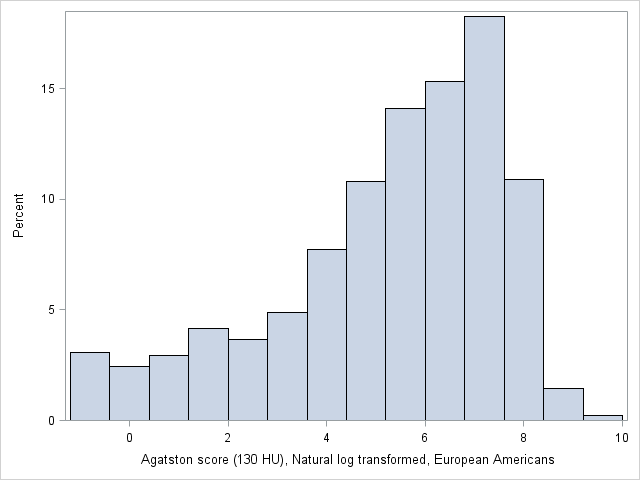 15
10
5
0
Percent
0 2 4 6 8 10
Agatston score (130 HU), Natural log transformed, European Americans